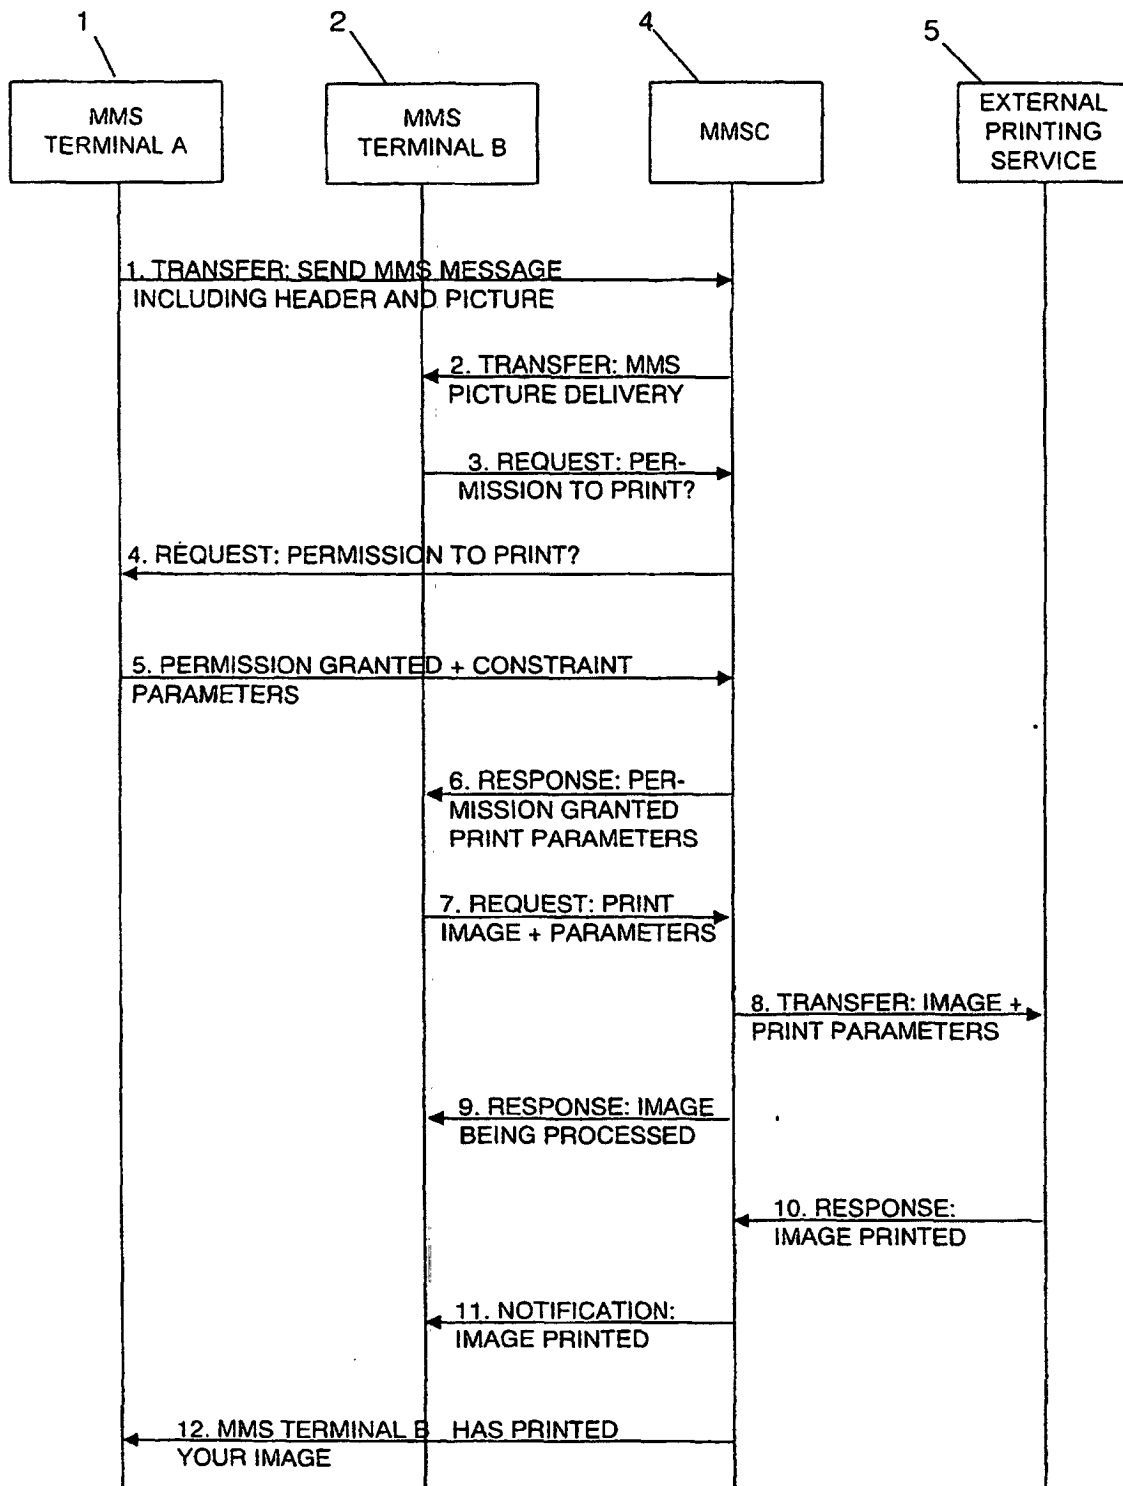 1
2
4
5
MMS
TERMINAL A
MMS
TERMINAL B
MMSC
EXTERNAL
PRINTING
SERVICE
1. TRANSFER: SEND MMS MESSAGE
INCLUDING HEADER AND PICTURE
2. TRANSFER: MMS
PICTURE DELIVERY
3. REQUEST: PER-
MISSION TO PRINT?
4. REQUEST: PERMISSION TO PRINT?
5. PERMISSION GRANTED + CONSTRAINT
PARAMETERS
6. RESPONSE: PER-
MISSION GRANTED
PRINT PARAMETERS
7. REQUEST: PRINT
IMAGE + PARAMETERS
8. TRANSFER: IMAGE +
PRINT PARAMETERS
9. RESPONSE: IMAGE
BEING PROCESSED
10. RESPONSE:
IMAGE PRINTED
11. NOTIFICATION:
IMAGE PRINTED
12. MMS TERMINAL B HAS PRINTED
YOUR IMAGE